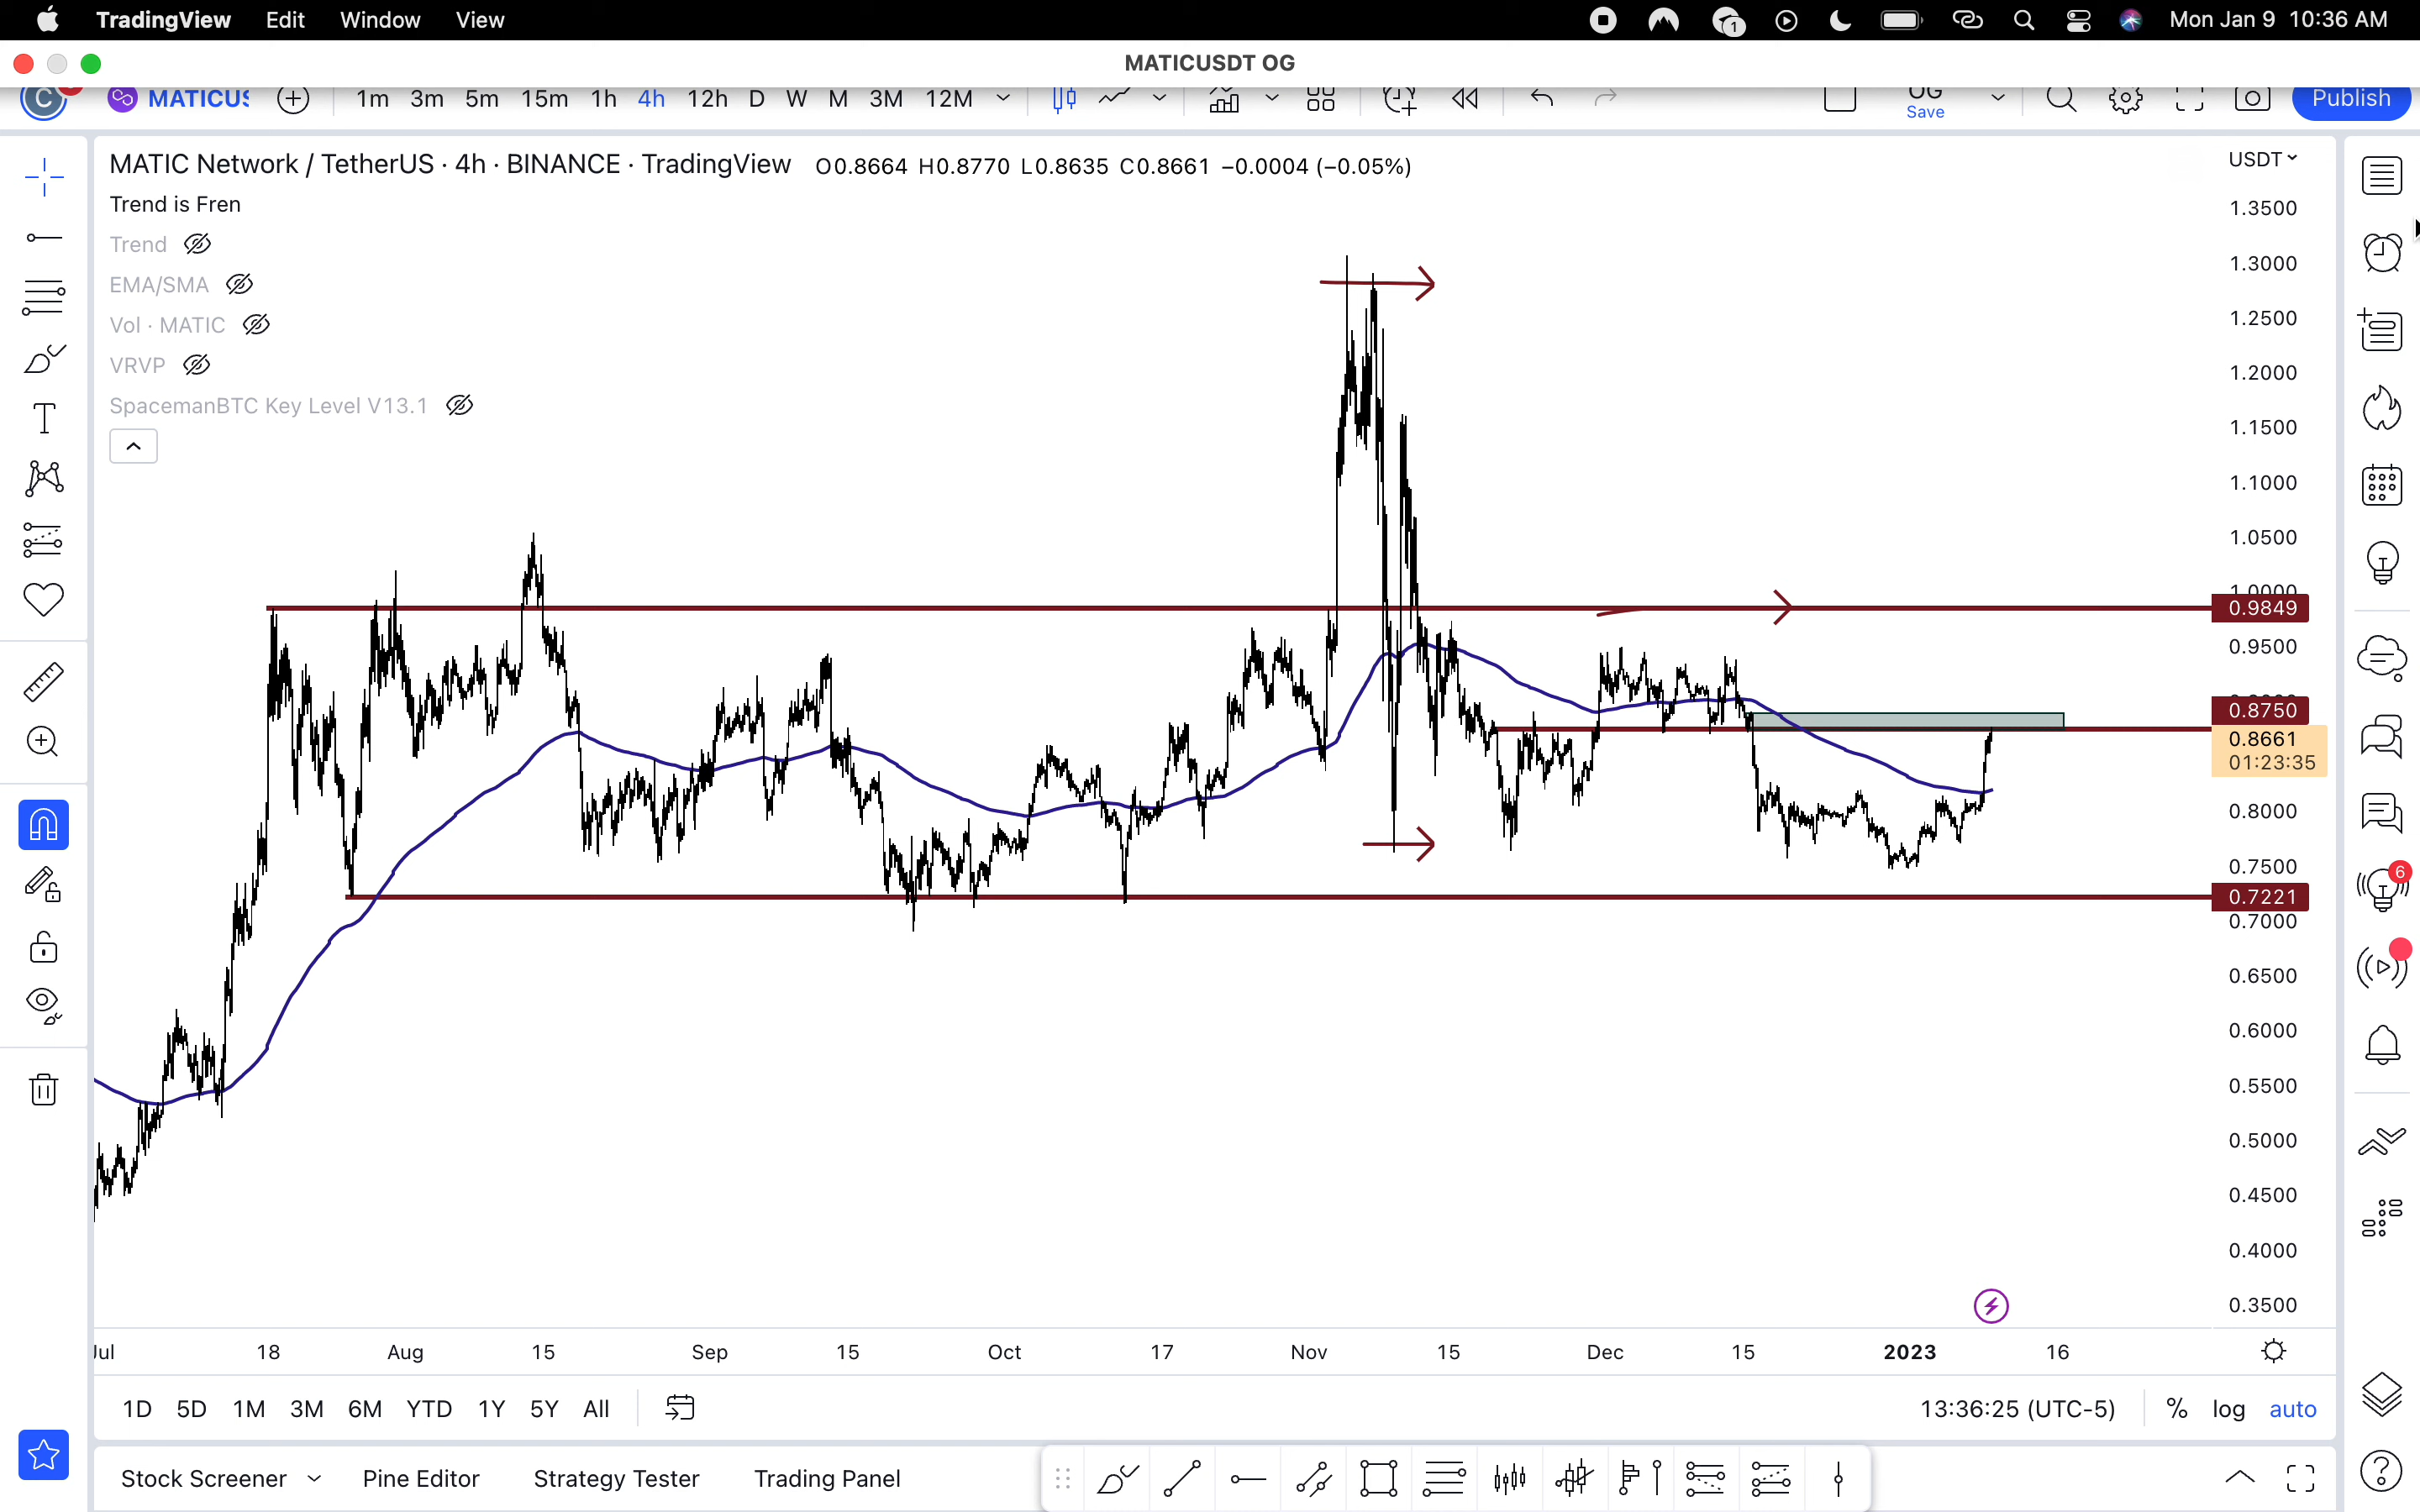 TradingView Edit Window View 1 Mon Jan 9 10:36 AM
MATICUSDT OG
C MATICUS 1m 3m 5m 15m 1h 4h 12h D W M 3M 12M OG Save Publish
MATIC Network / TetherUS · 4h · BINANCE · TradingView O0.8664 H0.8770 L0.8635 C0.8661 −0.0004 (−0.05%)
USDT
Trend is Fren
Trend
EMA/SMA
Vol · MATIC
VRVP
SpacemanBTC Key Level V13.1
1.3500
1.3000
1.2500
1.2000
1.1500
1.1000
1.0500
1.0000
0.9849
0.9500
0.8750
0.8661
01:23:35
0.8000
0.7500
0.7221
0.7000
0.6500
0.6000
0.5500
0.5000
0.4500
0.4000
0.3500
6
Jul 18 Aug 15 Sep 15 Oct 17 Nov 15 Dec 15 2023 16
1D 5D 1M 3M 6M YTD 1Y 5Y All 13:36:25 (UTC-5) % log auto
Stock Screener Pine Editor Strategy Tester Trading Panel